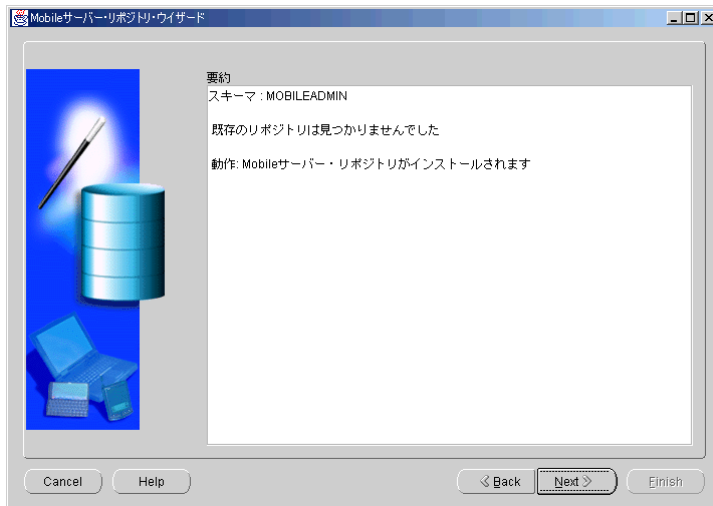 Mobileサーバー・リポジトリ・ウイザード
要約
スキーマ : MOBILEADMIN
既存のリポジトリは見つかりませんでした
動作: Mobileサーバー・リポジトリがインストールされます
Cancel
Help
Back
Next
Finish